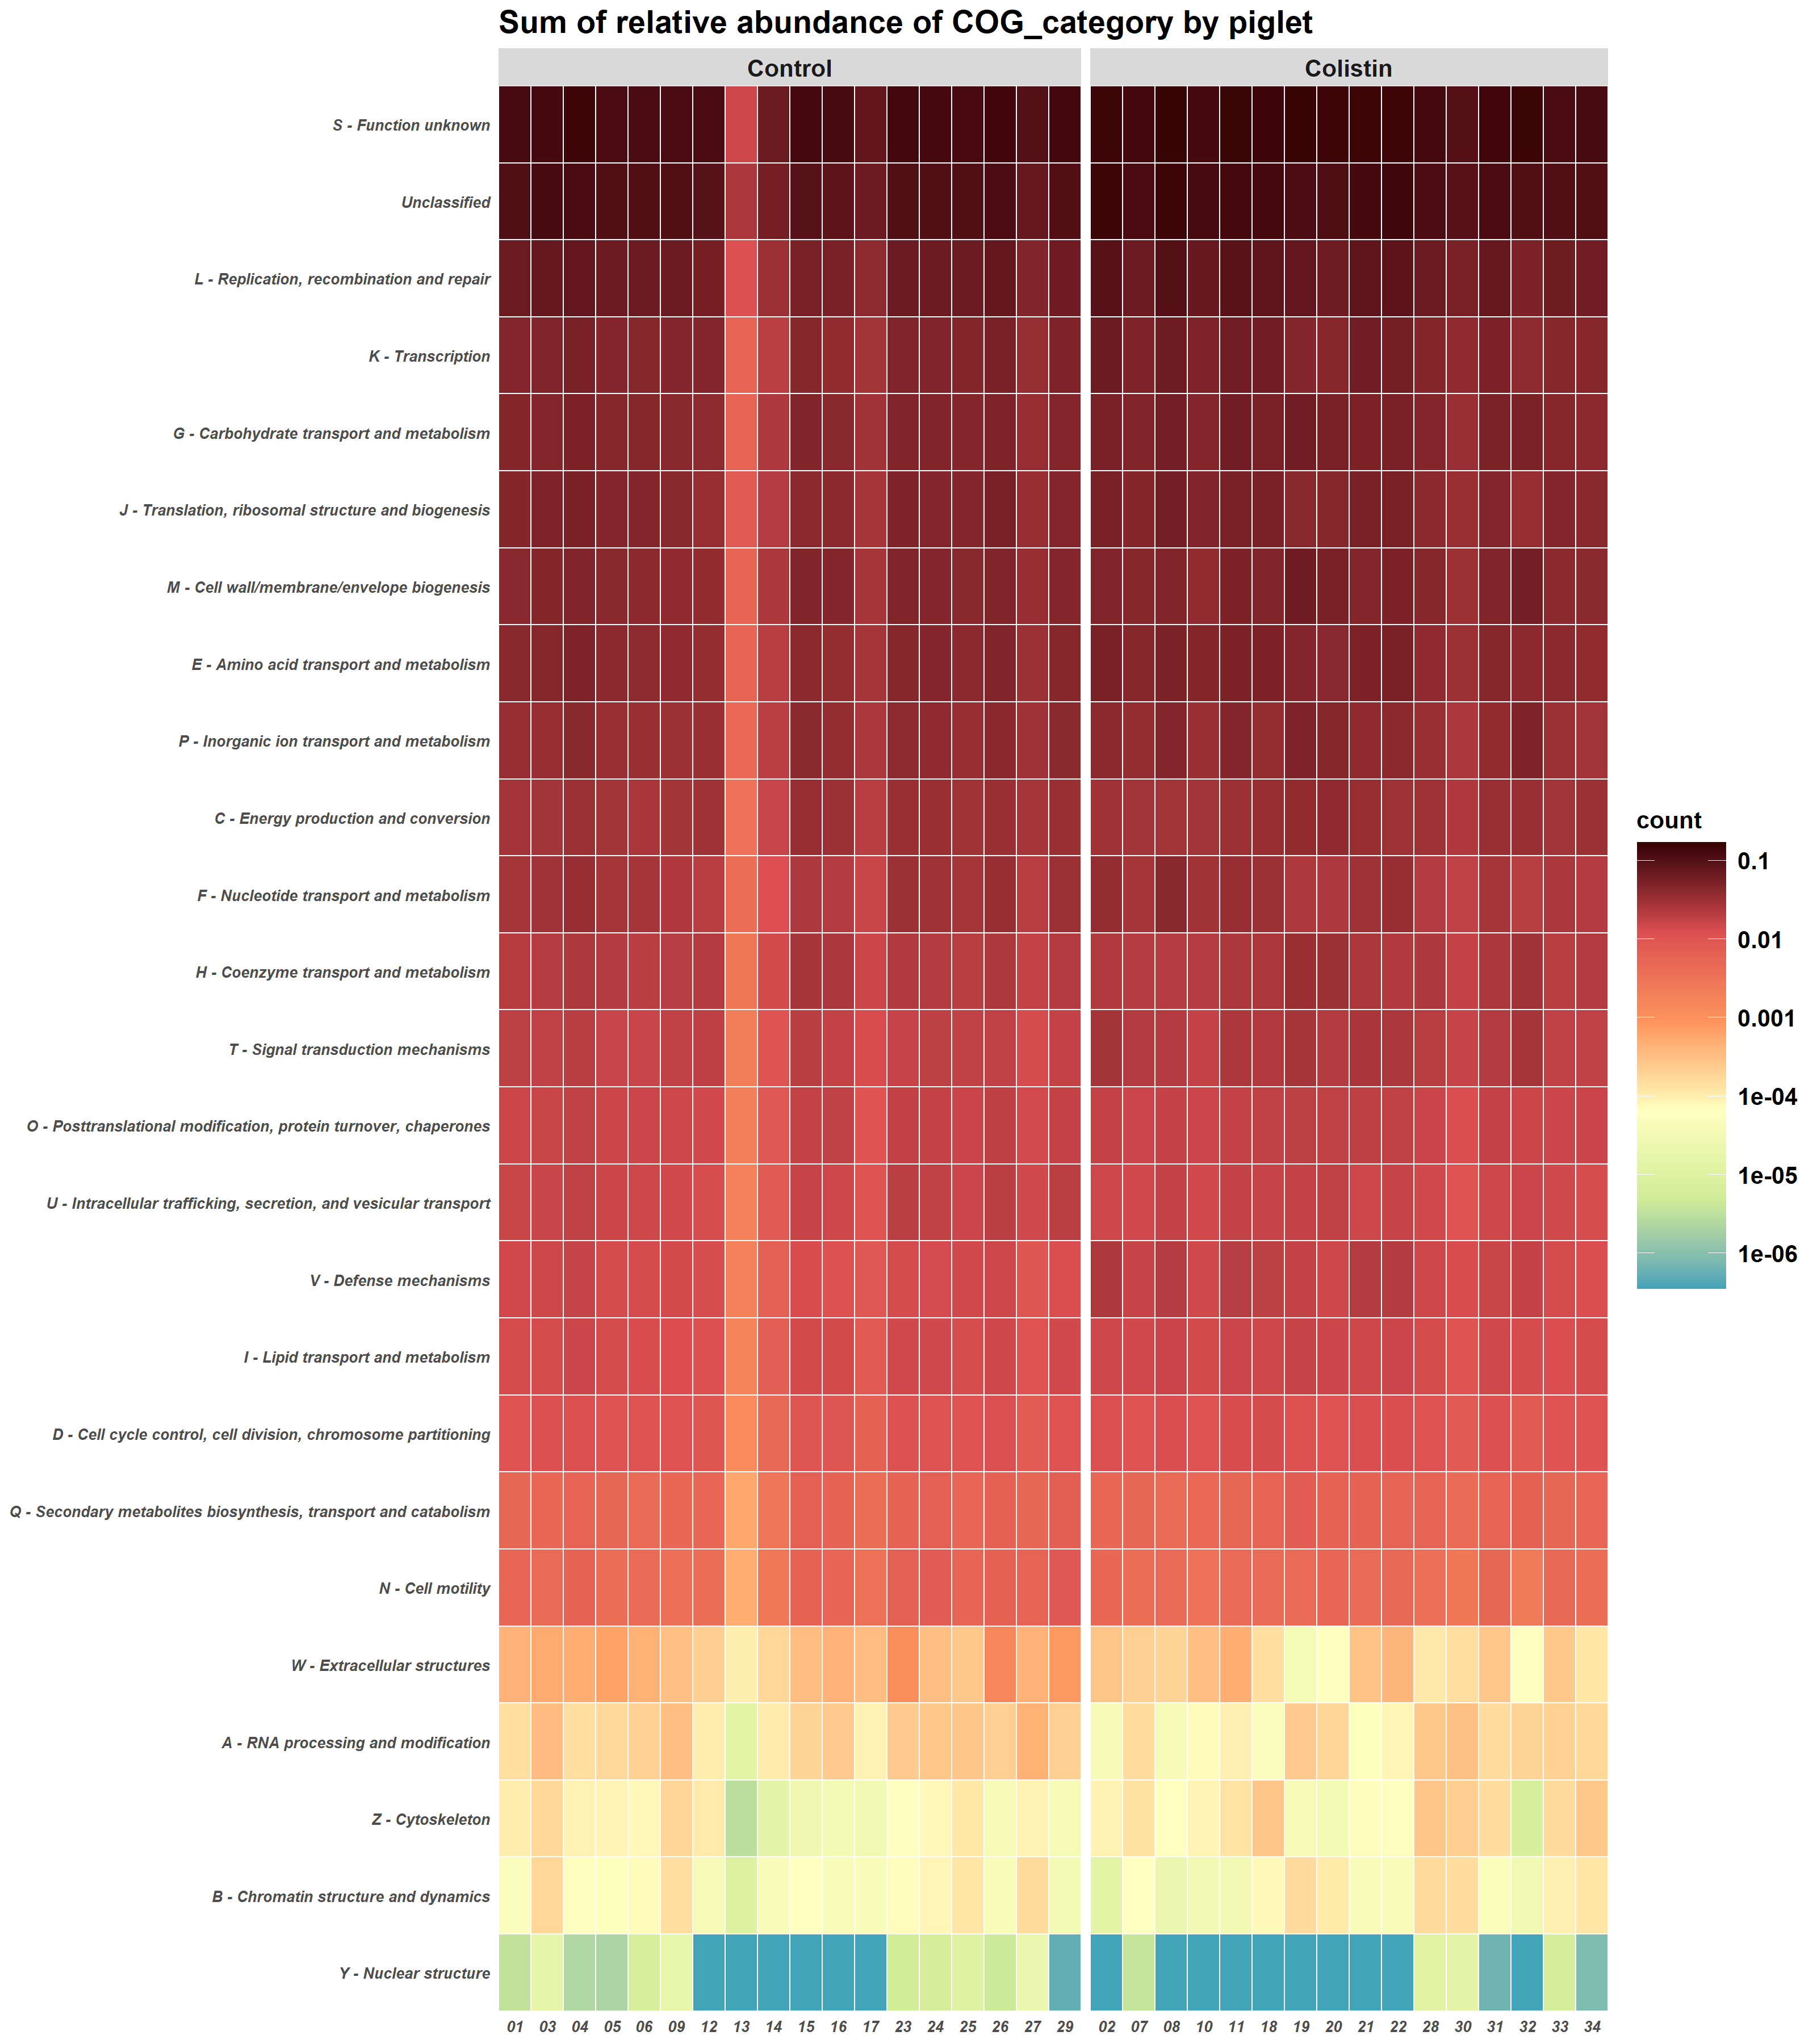 Sum of relative abundance of COG_category by piglet
Control
Colistin
S - Function unknown
Unclassified
L - Replication, recombination and repair
K - Transcription
G - Carbohydrate transport and metabolism
J - Translation, ribosomal structure and biogenesis
M - Cell wall/membrane/envelope biogenesis
E - Amino acid transport and metabolism
P - Inorganic ion transport and metabolism
C - Energy production and conversion
F - Nucleotide transport and metabolism
H - Coenzyme transport and metabolism
T - Signal transduction mechanisms
O - Posttranslational modification, protein turnover, chaperones
U - Intracellular trafficking, secretion, and vesicular transport
V - Defense mechanisms
I - Lipid transport and metabolism
D - Cell cycle control, cell division, chromosome partitioning
Q - Secondary metabolites biosynthesis, transport and catabolism
N - Cell motility
W - Extracellular structures
A - RNA processing and modification
Z - Cytoskeleton
B - Chromatin structure and dynamics
Y - Nuclear structure
01 03 04 05 06 09 12 13 14 15 16 17 23 24 25 26 27 29
02 07 08 10 11 18 19 20 21 22 28 30 31 32 33 34
count
0.1
0.01
0.001
1e-04
1e-05
1e-06